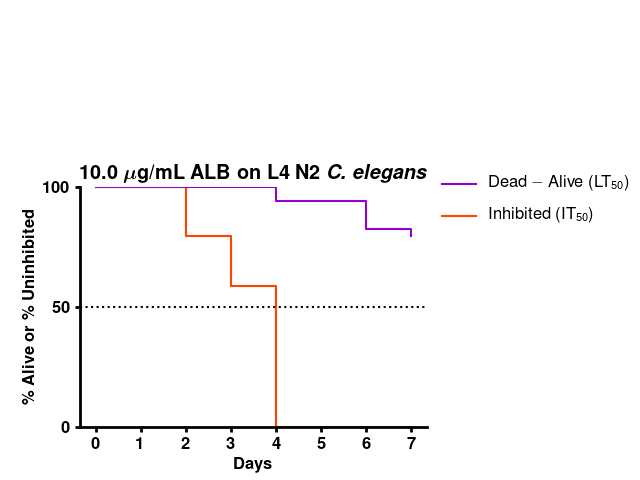 10.0 μg/mL ALB on L4 N2 C. elegans
Dead − Alive (LT50)
Inhibited (IT50)
% Alive or % Uninhibited
100
50
0
0 1 2 3 4 5 6 7
Days